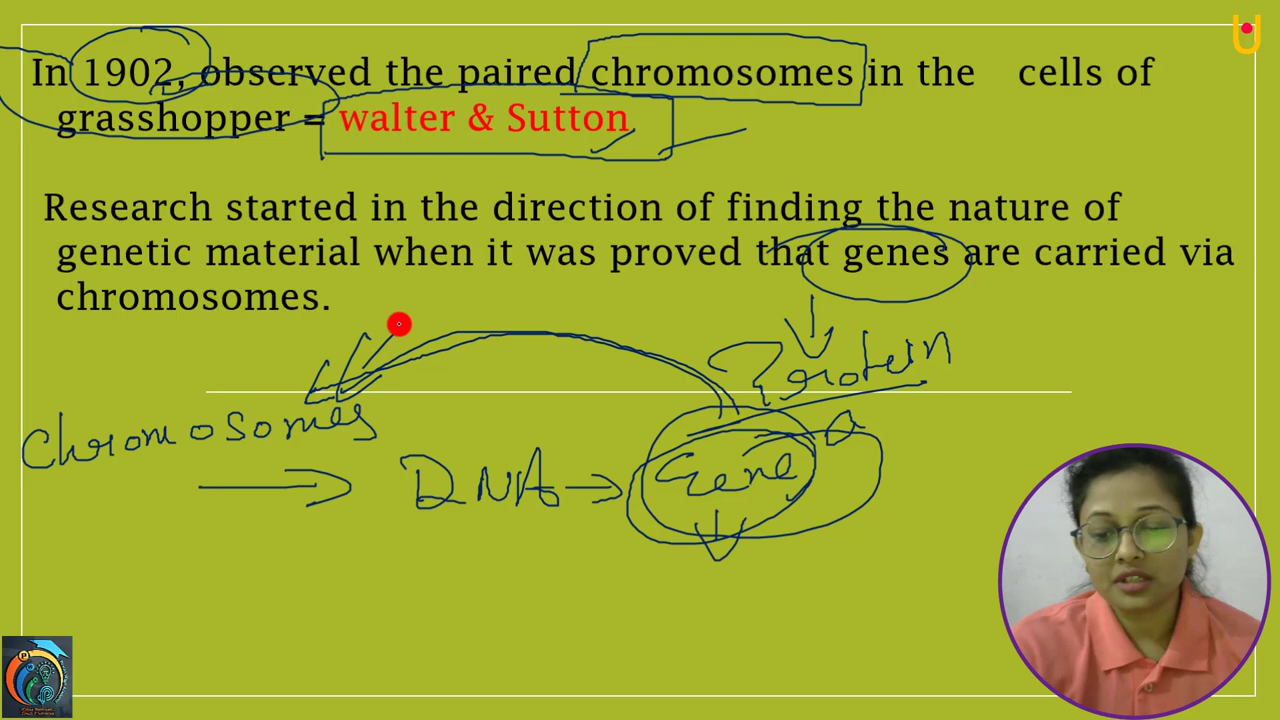 In 1902, observed the paired chromosomes in the cells of
grasshopper = walter & Sutton
Research started in the direction of finding the nature of
genetic material when it was proved that genes are carried via
chromosomes.
Protein
Chromosomes
→ DNA → Gene